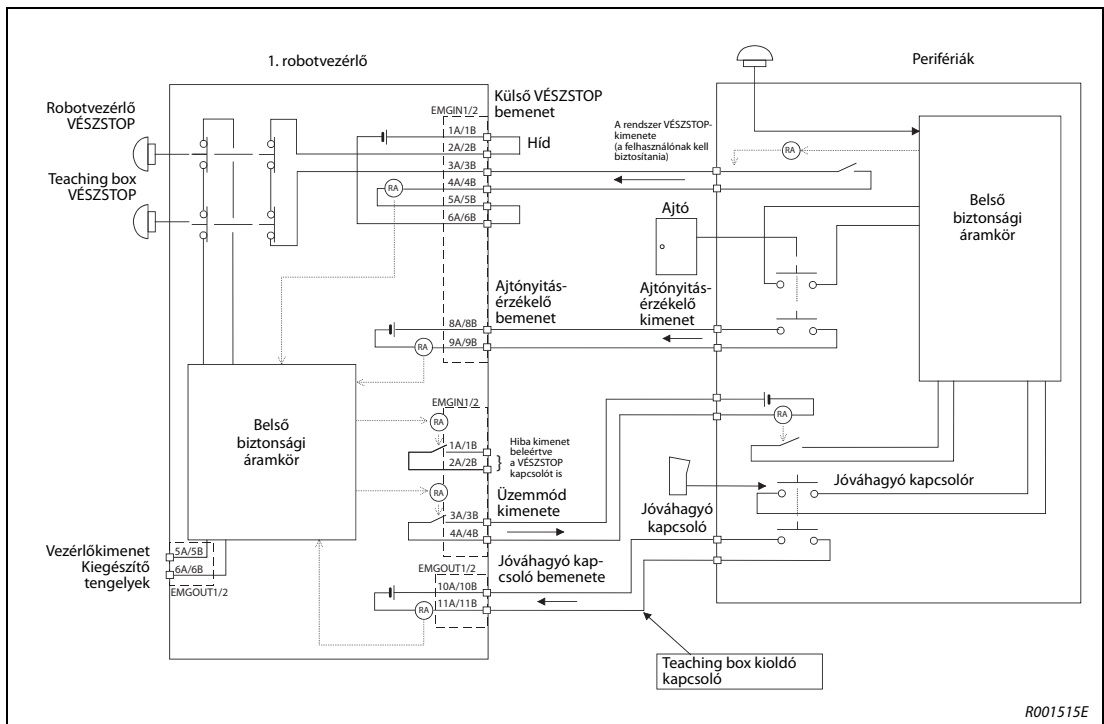 1. robotvezérlő
Perifériák
Robotvezérlő
VÉSZSTOP
Teaching box
VÉSZSTOP
EMGIN1/2
Külső VÉSZSTOP
bemenet
1A/1B
2A/2B
3A/3B
4A/4B
5A/5B
6A/6B
Híd
RA
A rendszer VÉSZSTOP-
kimenete
(a felhasználónak kell
biztosítania)
RA
Belső
biztonsági
áramkör
Ajtó
Ajtónyitás-
érzékelő
bemenet
Ajtónyitás-
érzékelő
kimenet
8A/8B
9A/9B
RA
Belső
biztonsági
áramkör
EMGIN1/2
RA
1A/1B
2A/2B
Hiba kimenet
beleértve
a VÉSZSTOP
kapcsolót is
RA
RA
Üzemmód
kimenete
3A/3B
4A/4B
Jóváhagyó
kapcsoló
Jóváhagyó kapcsolór
Vezérlőkimenet
Kiegészítő
tengelyek
5A/5B
6A/6B
EMGOUT1/2
EMGOUT1/2
Jóváhagyó kap-
csoló bemenete
10A/10B
11A/11B
RA
Teaching box kioldó
kapcsoló
R001515E